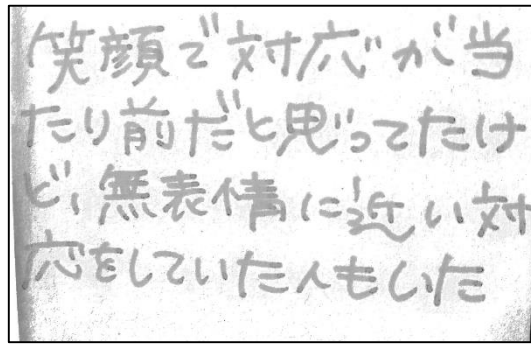 笑顔で対応が当
たり前だと思ってたけ
ど、無表情に近い対
応をしていた人もいた